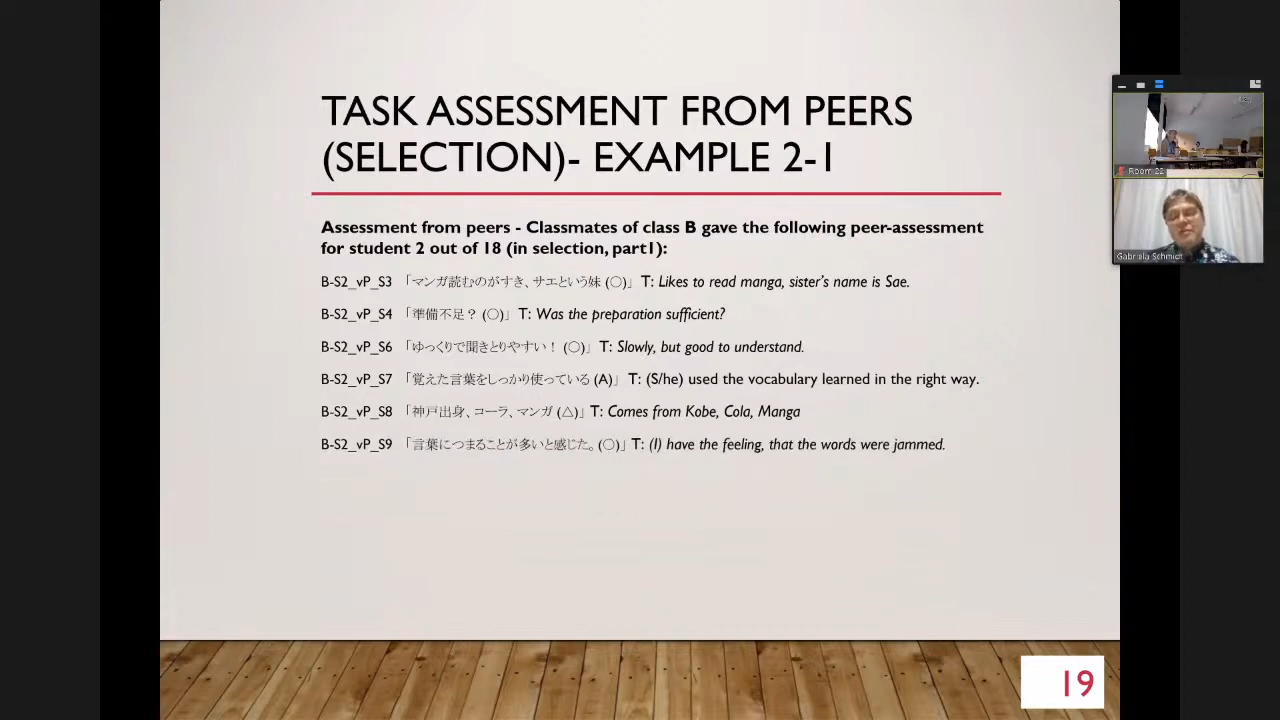 TASK ASSESSMENT FROM PEERS
(SELECTION)- EXAMPLE 2-1
Assessment from peers - Classmates of class B gave the following peer-assessment
for student 2 out of 18 (in selection, part1):
B-S2_vP_S3 「マンガ読むのがすき、サエという妹 (○)」 T: Likes to read manga, sister's name is Sae.
B-S2_vP_S4 「準備不足？ (○)」 T: Was the preparation sufficient?
B-S2_vP_S6 「ゆっくりで聞きとりやすい！ (○)」 T: Slowly, but good to understand.
B-S2_vP_S7 「覚えた言葉をしっかり使っている (A)」 T: (S/he) used the vocabulary learned in the right way.
B-S2_vP_S8 「神戸出身、コーラ、マンガ (△)」 T: Comes from Kobe, Cola, Manga
B-S2_vP_S9 「言葉につまることが多いと感じた。(○)」 T: (I) have the feeling, that the words were jammed.
19
Room 22
Gabriela Schmidt